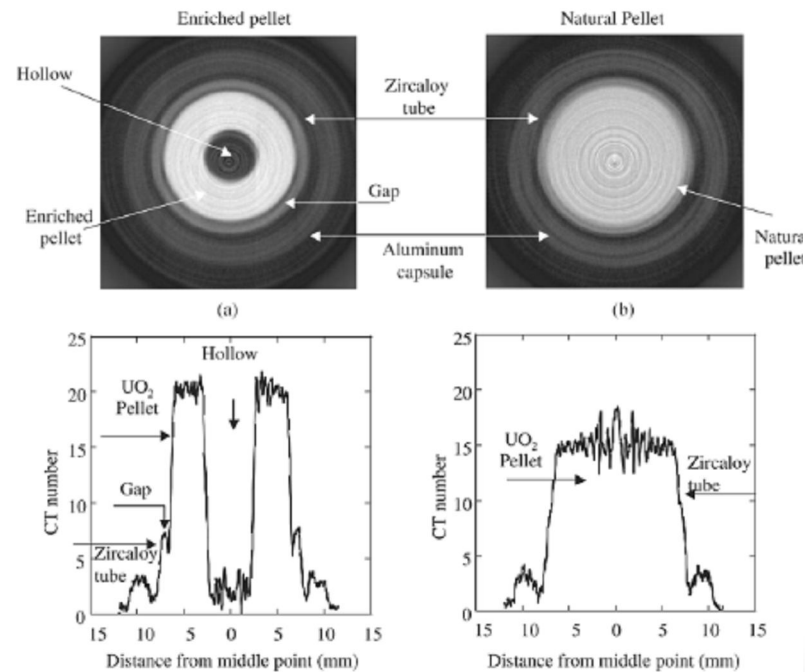 Enriched pellet
Natural Pellet
Hollow
Zircaloy
tube
Gap
Enriched
pellet
Aluminum
capsule
Natural
pellet
(a)
(b)
25
20
15
10
5
0
CT number
Hollow
UO2
Pellet
Gap
Zircaloy
tube
15 10 5 0 5 10 15
Distance from middle point (mm)
25
20
15
10
5
0
CT number
UO2
Pellet
Zircaloy
tube
15 10 5 0 5 10 15
Distance from middle point (mm)